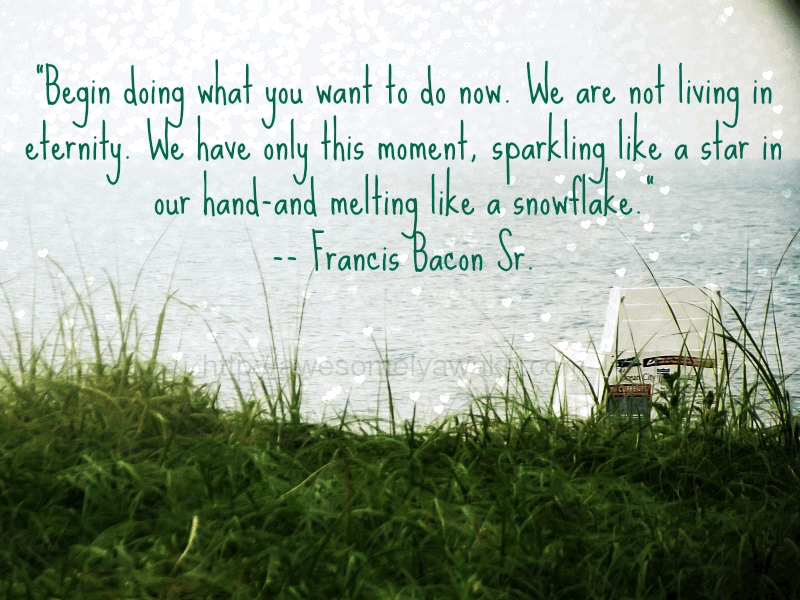 "Begin doing what you want to do now. We are not living in
eternity. We have only this moment, sparkling like a star in
our hand-and melting like a snowflake."
-- Francis Bacon Sr.